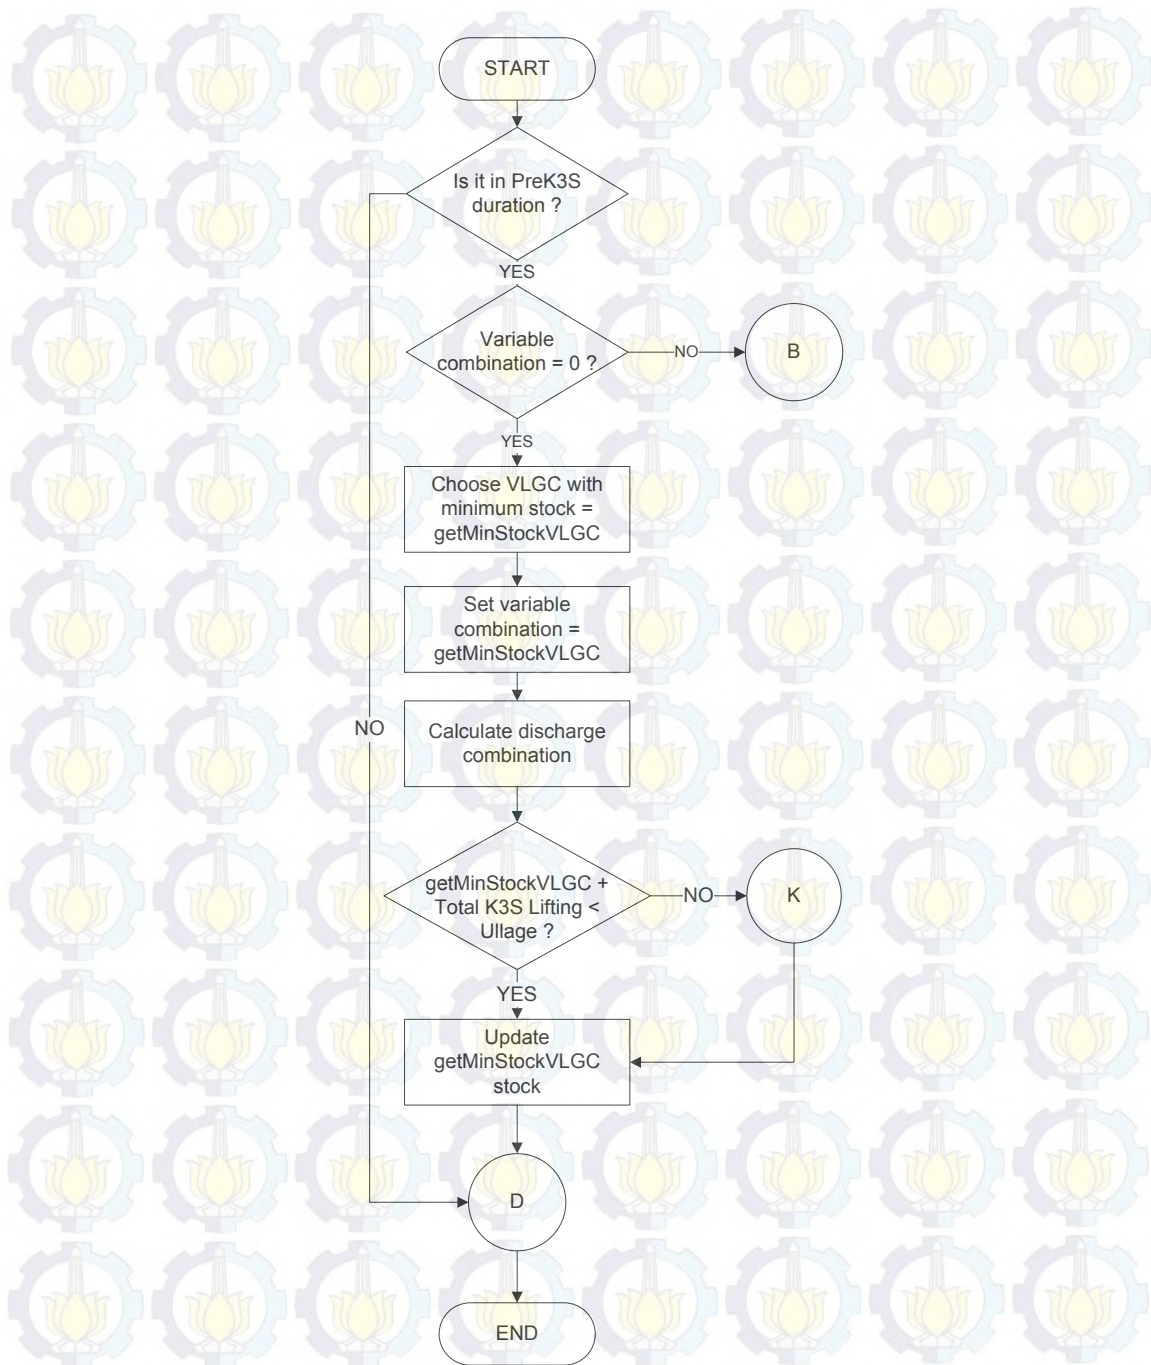 START
Is it in PreK3S
duration ?
YES
Variable
combination = 0 ?
NO
B
YES
Choose VLGC with
minimum stock =
getMinStockVLGC
Set variable
combination =
getMinStockVLGC
NO
Calculate discharge
combination
getMinStockVLGC +
Total K3S Lifting <
Ullage ?
NO
K
YES
Update
getMinStockVLGC
stock
D
END